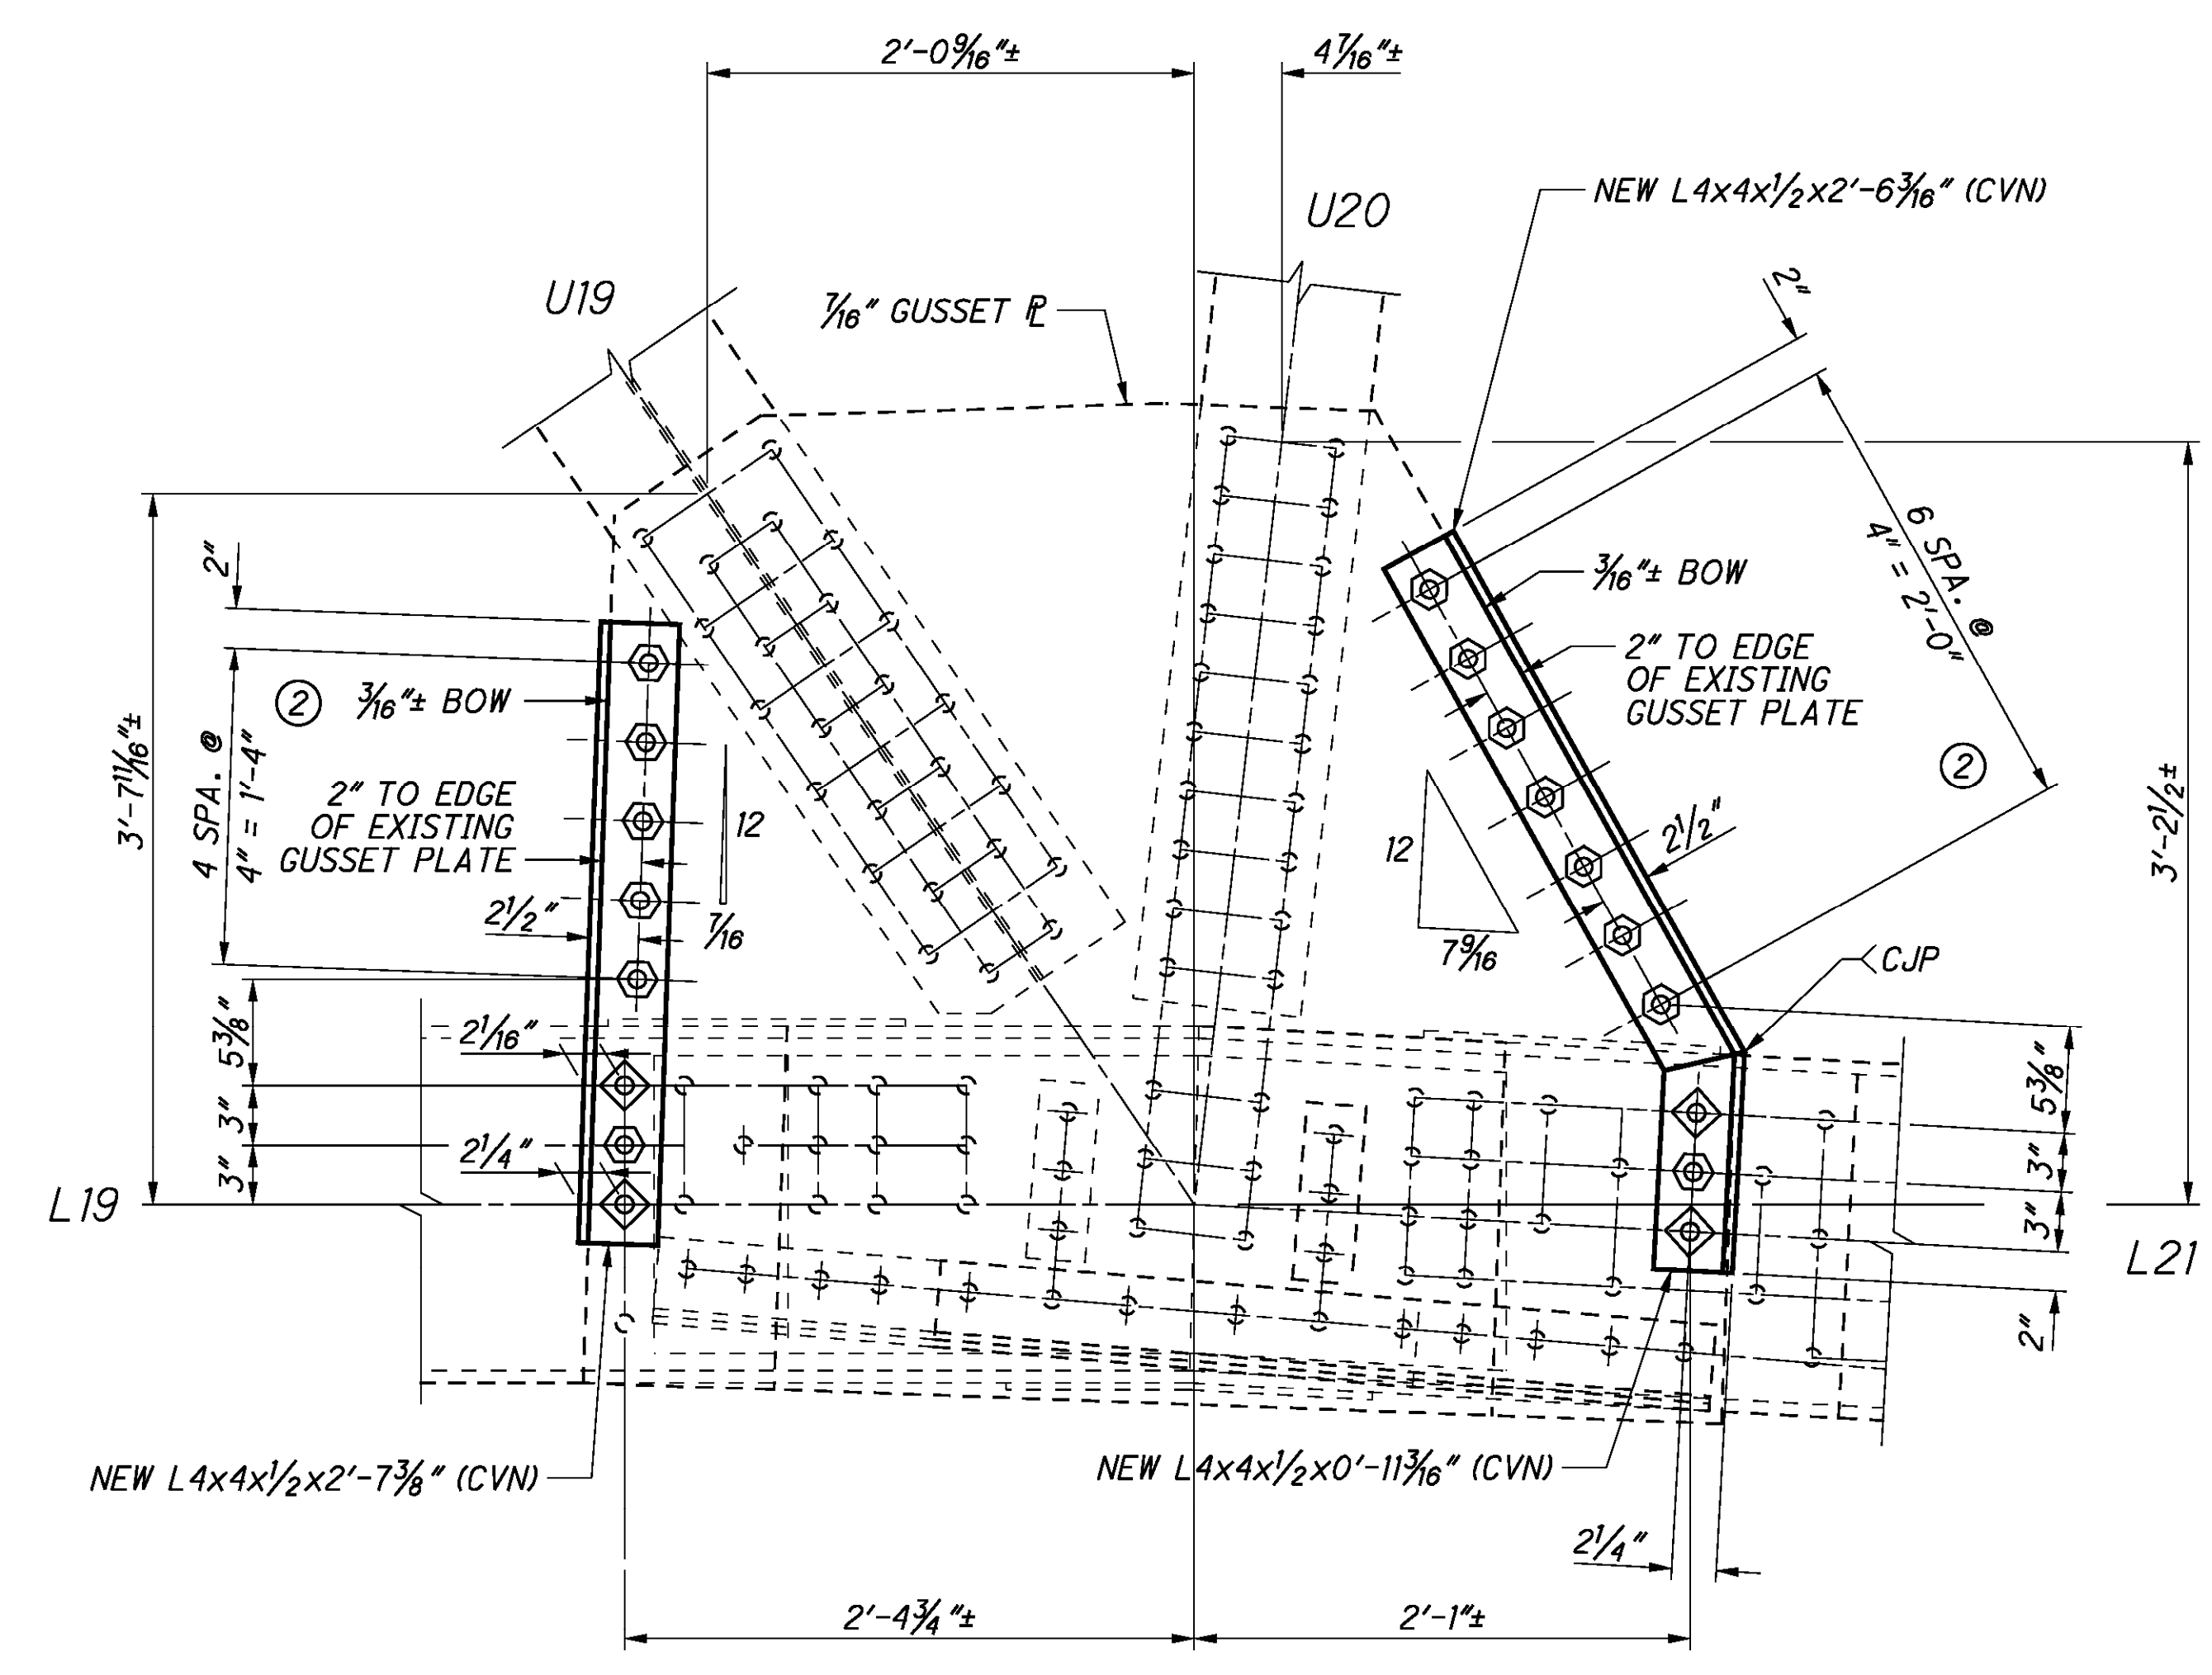 2'-0 9/16"±
4 7/16"±
NEW L4x4x1/2x2'-6 3/16" (CVN)
U20
2"
U19
7/16" GUSSET ℄
3/16"± BOW
6 SPA. @
4" = 2'-0"
2" TO EDGE
OF EXISTING
GUSSET PLATE
2"
2
3/16"± BOW
3'-7 11/16"±
4 SPA. @
4" = 1'-4"
2" TO EDGE
OF EXISTING
GUSSET PLATE
12
7/16
2 1/2"
12
7 9/16
2 1/2"
2
3'-2 1/2±
CJP
5 3/8"
2 1/16"
3"
2 1/4"
3"
L19
5 3/8"
3"
3"
2"
L21
NEW L4x4x1/2x2'-7 3/8" (CVN)
NEW L4x4x1/2x0'-11 3/16" (CVN)
2 1/4"
2'-4 3/4"±
2'-1"±